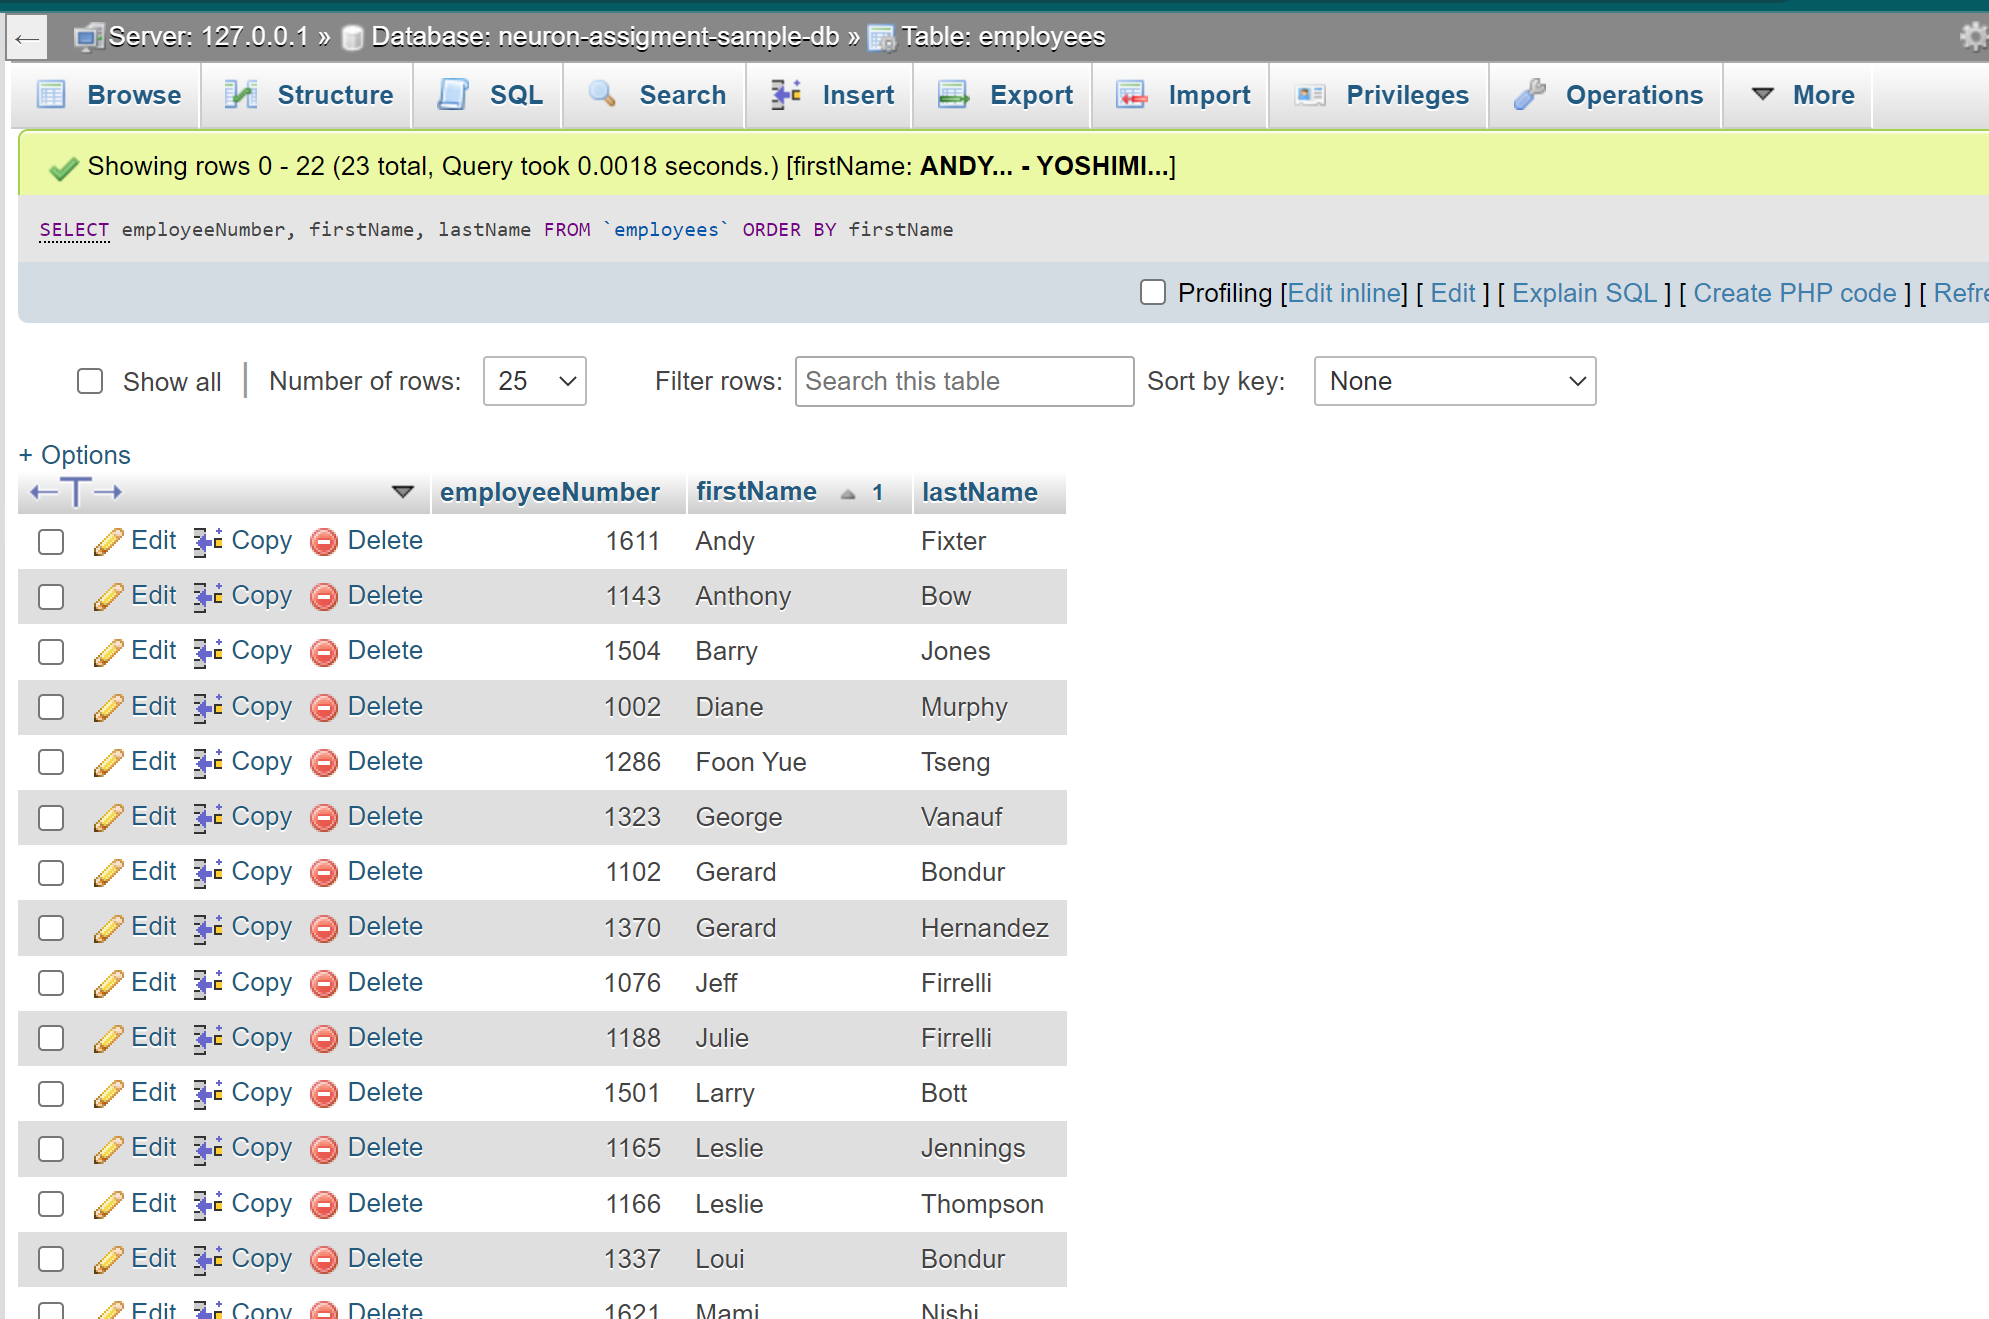 ← Server: 127.0.0.1 » Database: neuron-assigment-sample-db » Table: employees
Browse Structure SQL Search Insert Export Import Privileges Operations More
Showing rows 0 - 22 (23 total, Query took 0.0018 seconds.) [firstName: ANDY... - YOSHIMI...]
SELECT employeeNumber, firstName, lastName FROM `employees` ORDER BY firstName
Profiling [Edit inline] [ Edit ] [ Explain SQL ] [ Create PHP code ] [ Refre
Show all | Number of rows: 25 Filter rows: Search this table Sort by key: None
+ Options
←T→ employeeNumber firstName 1 lastName
Edit Copy Delete 1611 Andy Fixter
Edit Copy Delete 1143 Anthony Bow
Edit Copy Delete 1504 Barry Jones
Edit Copy Delete 1002 Diane Murphy
Edit Copy Delete 1286 Foon Yue Tseng
Edit Copy Delete 1323 George Vanauf
Edit Copy Delete 1102 Gerard Bondur
Edit Copy Delete 1370 Gerard Hernandez
Edit Copy Delete 1076 Jeff Firrelli
Edit Copy Delete 1188 Julie Firrelli
Edit Copy Delete 1501 Larry Bott
Edit Copy Delete 1165 Leslie Jennings
Edit Copy Delete 1166 Leslie Thompson
Edit Copy Delete 1337 Loui Bondur
Edit Copy Delete 1621 Mami Nishi